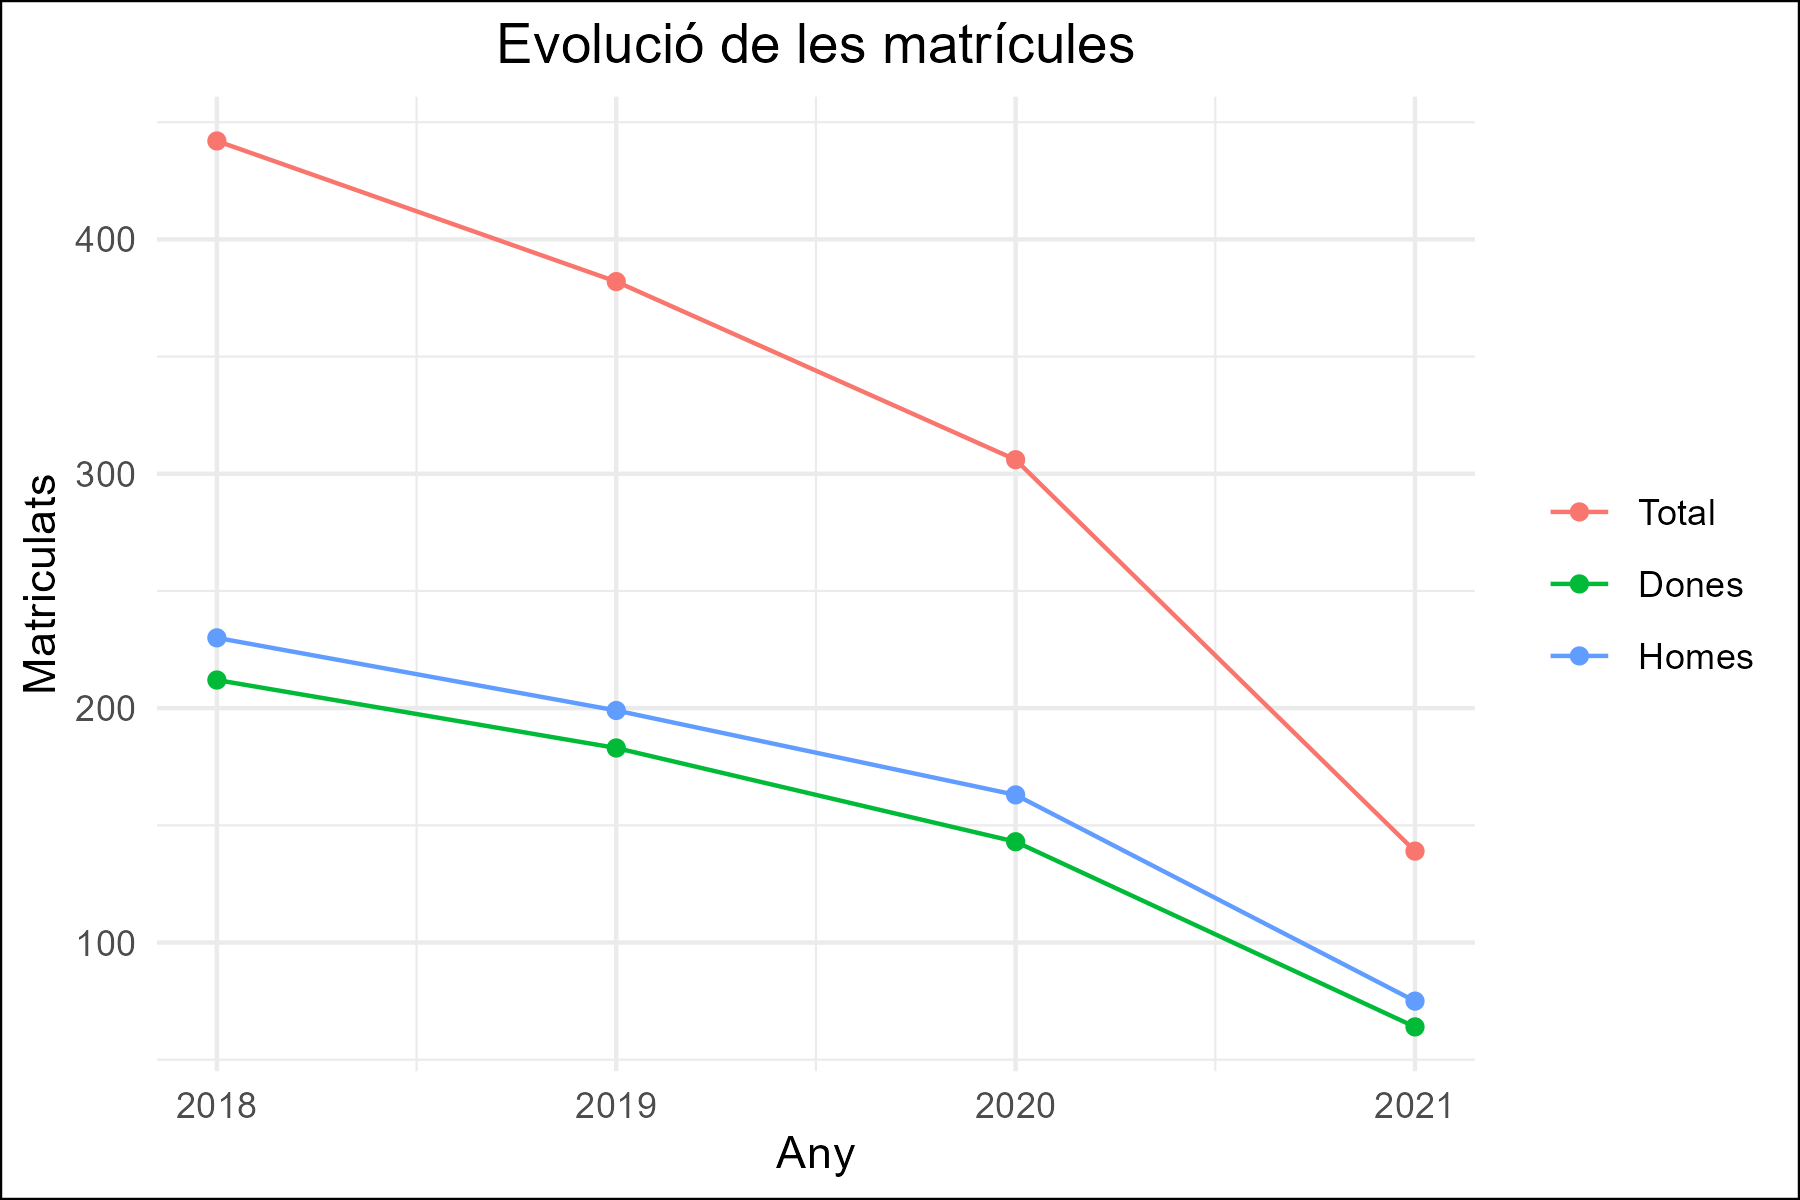 Evolució de les matrícules
Matriculats
400
300
200
100
2018
2019
2020
2021
Any
Total
Dones
Homes